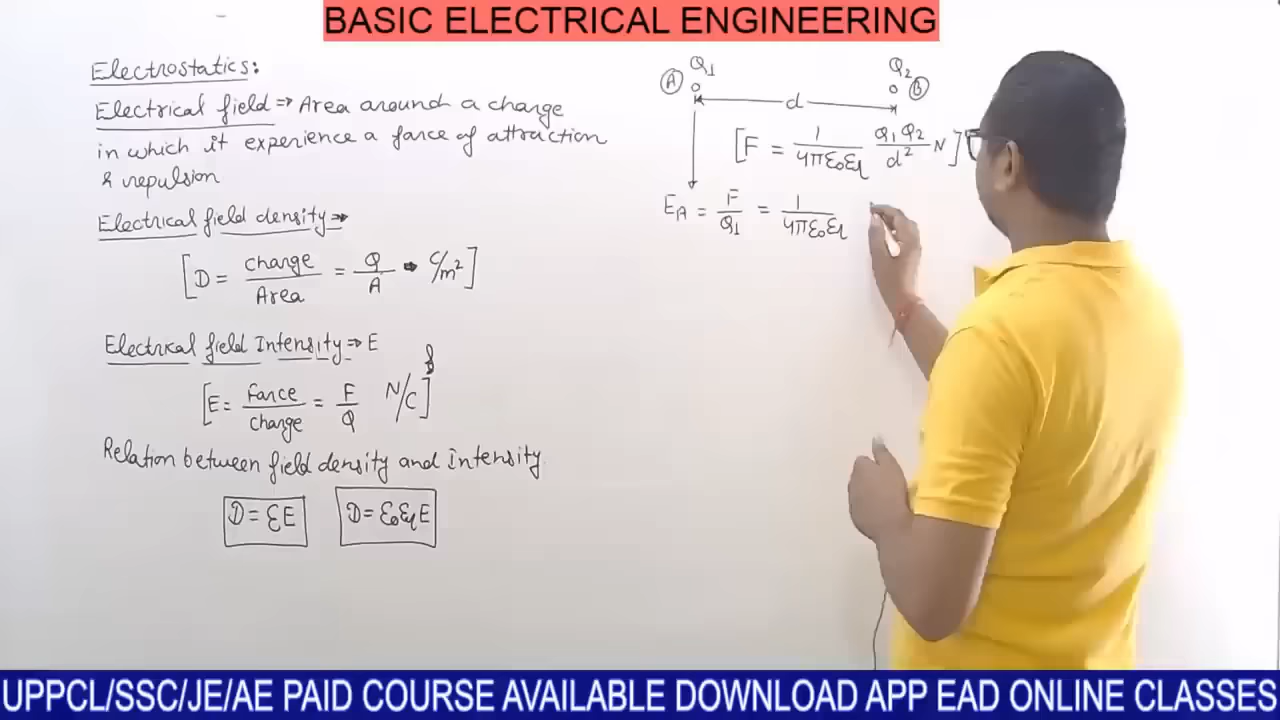 BASIC ELECTRICAL ENGINEERING
Electrostatics:
Electrical field ⇒ Area around a charge
in which it experience a farce of attraction
& repulsion
Electrical field density ⇒
[D = charge/Area = Q/A C/m²]
Electrical field Intensity ⇒ E
[E = Farce/charge = F/Q N/C]
Relation between field density and intensity
D = εE D = ε₀εᵣE
Q₁ Q₂
A B
d
[F = 1/4πε₀εᵣ Q₁Q₂/d² N]
E_A = F/Q₁ = 1/4πε₀εᵣ
UPPCL/SSC/JE/AE PAID COURSE AVAILABLE DOWNLOAD APP EAD ONLINE CLASSES